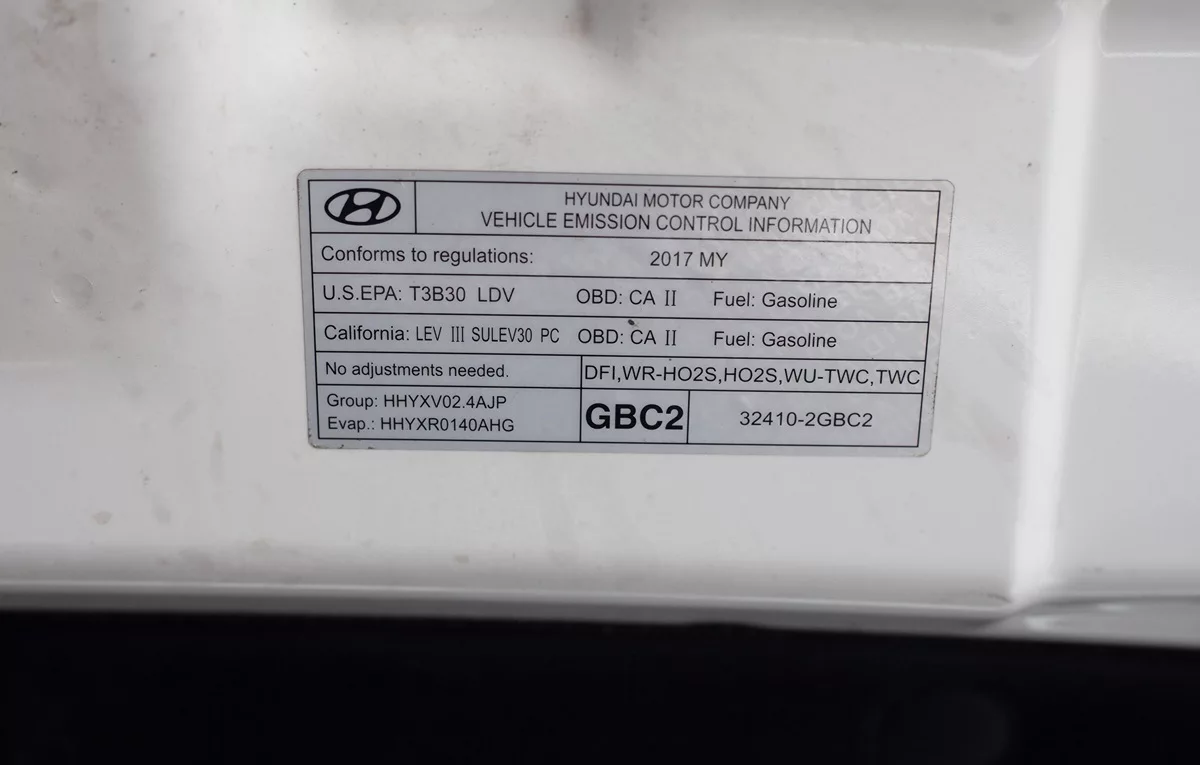 HYUNDAI MOTOR COMPANY
VEHICLE EMISSION CONTROL INFORMATION
Conforms to regulations: 2017 MY
U.S.EPA: T3B30 LDV OBD: CA II Fuel: Gasoline
California: LEV III SULEV30 PC OBD: CA II Fuel: Gasoline
No adjustments needed. DFI,WR-HO2S,HO2S,WU-TWC,TWC
Group: HHYXV02.4AJP
Evap.: HHYXR0140AHG
GBC2 32410-2GBC2